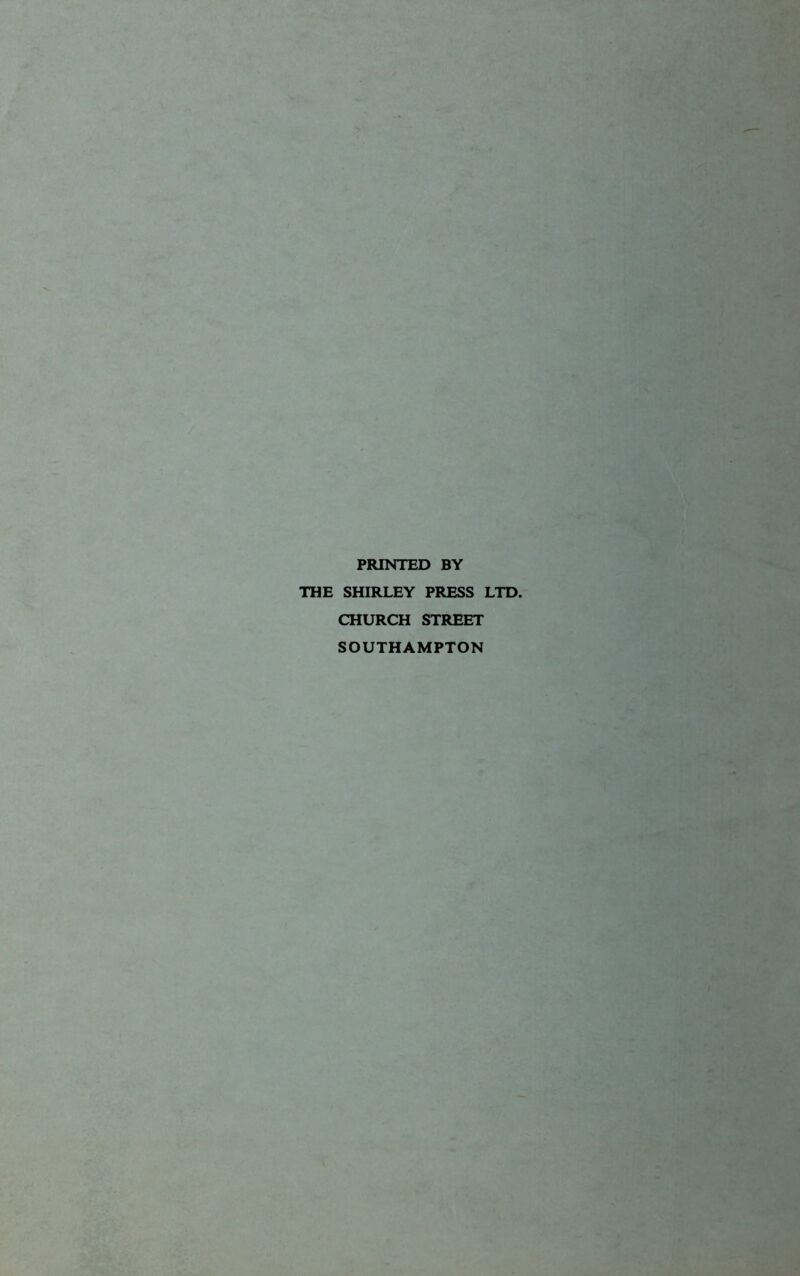 PRINTED BY
THE SHIRLEY PRESS LTD.
CHURCH STREET
SOUTHAMPTON